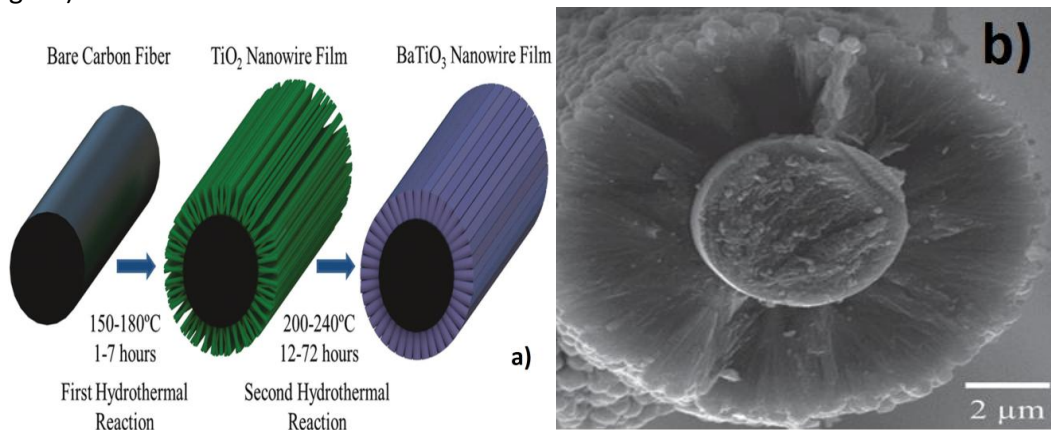 Bare Carbon Fiber
TiO₂ Nanowire Film
BaTiO₃ Nanowire Film
150-180ºC
1-7 hours
200-240ºC
12-72 hours
a)
First Hydrothermal
Reaction
Second Hydrothermal
Reaction
b)
2 μm